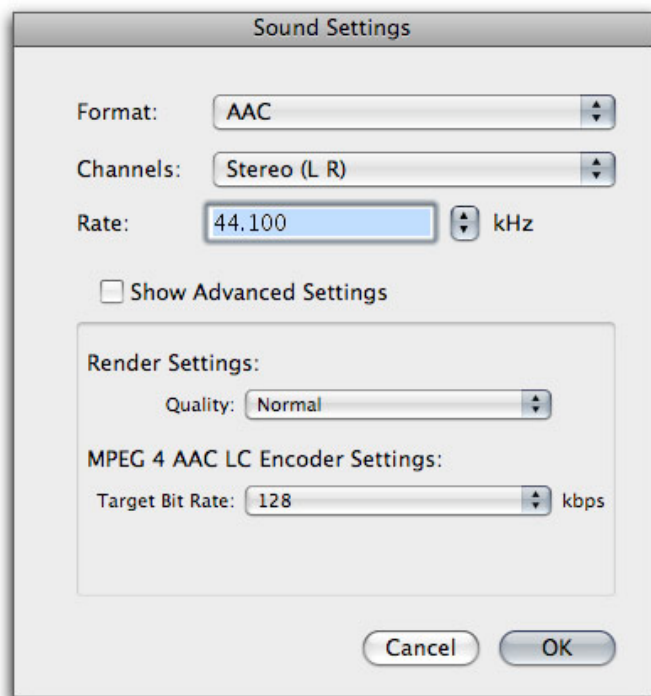 Sound Settings
Format: AAC
Channels: Stereo (L R)
Rate: 44.100 kHz
Show Advanced Settings
Render Settings:
Quality: Normal
MPEG 4 AAC LC Encoder Settings:
Target Bit Rate: 128 kbps
Cancel OK